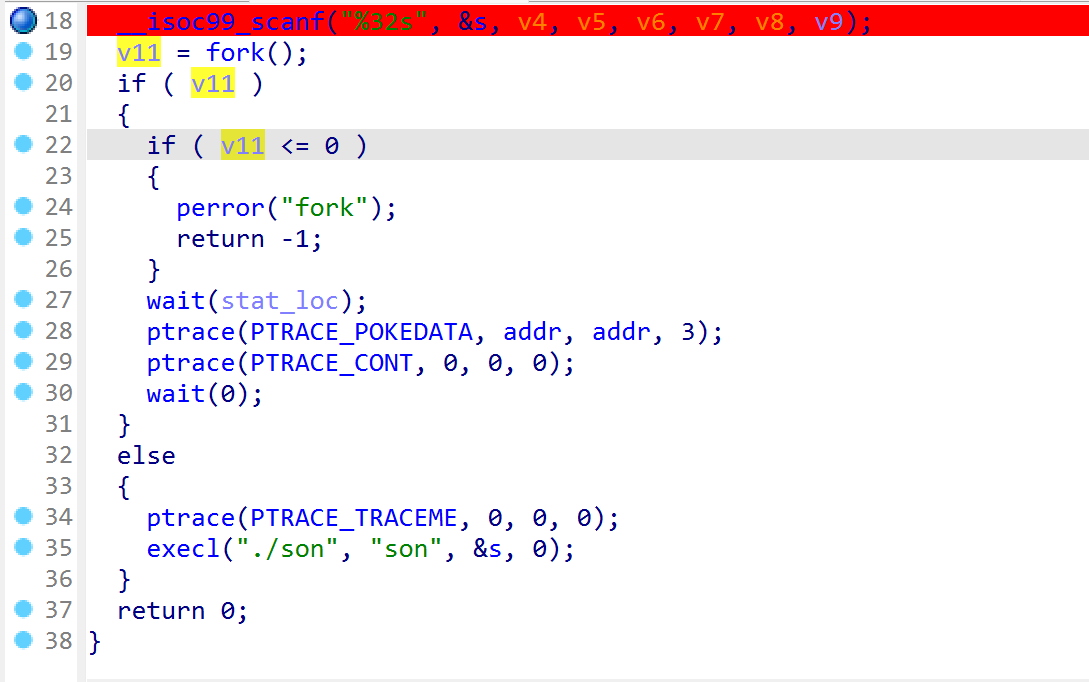 18 __isoc99_scanf("%32s", &s, v4, v5, v6, v7, v8, v9);
19 v11 = fork();
20 if ( v11 )
21 {
22 if ( v11 <= 0 )
23 {
24 perror("fork");
25 return -1;
26 }
27 wait(stat_loc);
28 ptrace(PTRACE_POKEDATA, addr, addr, 3);
29 ptrace(PTRACE_CONT, 0, 0, 0);
30 wait(0);
31 }
32 else
33 {
34 ptrace(PTRACE_TRACEME, 0, 0, 0);
35 execl("./son", "son", &s, 0);
36 }
37 return 0;
38 }